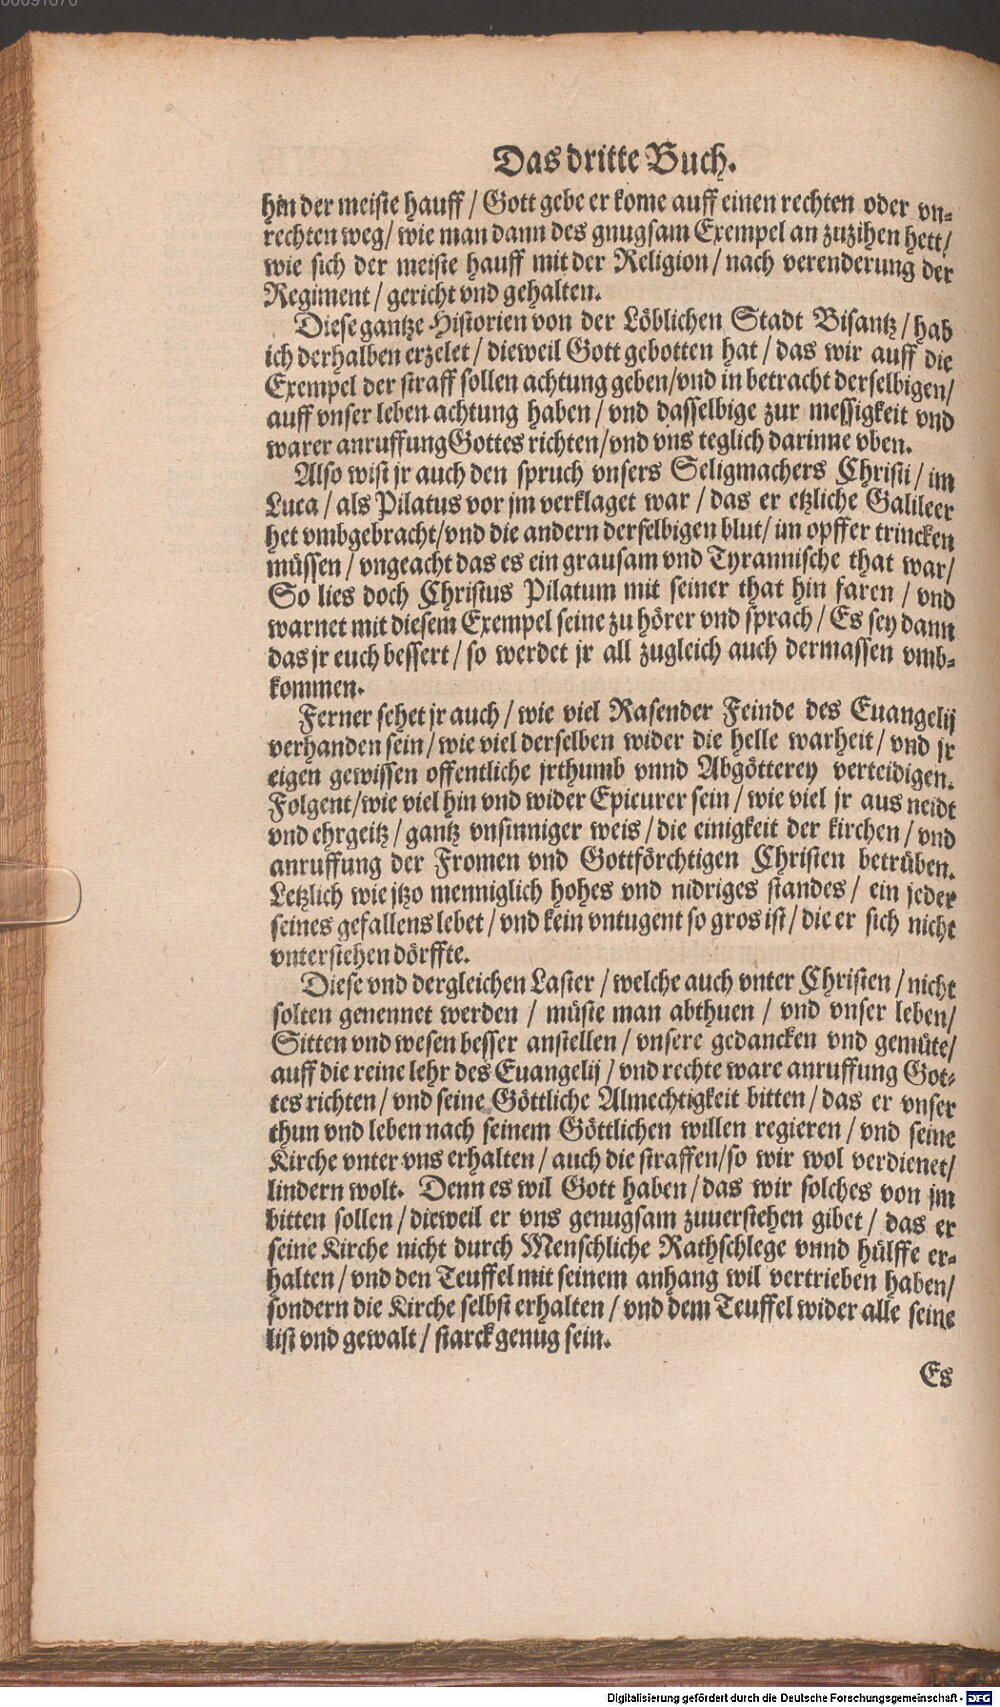 Das dritte Buch.
hin der meiste hauff / Gott gebe er kome auff einen rechten oder vn-
rechten weg / wie man dann des gnugsam Exempel an zuzihen hett /
wie sich der meiste hauff mit der Religion / nach verenderung der
Regiment / gericht vnd gehalten.
Diese gantze Historien von der Löblichen Stadt Bisantz / hab
ich derhalben erzelet / dieweil Gott gebotten hat / das wir auff die
Exempel der straff sollen achtung geben / vnd in betracht derselbigen /
auff vnser leben achtung haben / vnd dasselbige zur messigkeit vnd
warer anruffung Gottes richten / vnd vns teglich darinne vben.
Also wist jr auch den spruch vnsers Seligmachers Christi / im
Luca / als Pilatus vor jm verklaget war / das er etzliche Galileer
het vmbgebracht / vnd die andern derselbigen blut / im opffer trincken
müssen / vngeacht das es ein grausam vnd Tyrannische that war /
So lies doch Christus Pilatum mit seiner that hin faren / vnd
warnet mit diesem Exempel seine zu hörer vnd sprach / Es sey dann
das jr euch bessert / so werdet jr all zugleich auch dermassen vmb-
kommen.
Ferner sehet jr auch / wie viel Rasender Feinde des Euangelij
verhanden sein / wie viel derselben wider die helle warheit / vnd jr
eigen gewissen offentliche jrthumb vnnd Abgötterey verteidigen.
Folgent / wie viel hin vnd wider Epicurer sein / wie viel jr aus neidt
vnd ehrgeitz / gantz vnsinniger weis / die einigkeit der kirchen / vnd
anruffung der Fromen vnd Gottförchtigen Christen betrüben.
Letzlich wie jtzo menniglich hohes vnd nidriges standes / ein jeder
seines gefallens lebet / vnd kein vntugent so gros ist / die er sich nicht
vnterstehen dörffte.
Diese vnd dergleichen Laster / welche auch vnter Christen / nicht
solten genennet werden / müste man abthuen / vnd vnser leben /
Sitten vnd wesen besser anstellen / vnsere gedancken vnd gemüte /
auff die reine lehr des Euangelij / vnd rechte ware anruffung Got-
tes richten / vnd seine Göttliche Almechtigkeit bitten / das er vnser
thun vnd leben nach seinem Göttlichen willen regieren / vnd seine
Kirche vnter vns erhalten / auch die straffen / so wir wol verdienet /
lindern wolt. Denn es wil Gott haben / das wir solches von jm
bitten sollen / dieweil er vns genugsam zuuerstehen gibet / das er
seine Kirche nicht durch Menschliche Rathschlege vnnd hülffe er-
halten / vnd den Teuffel mit seinem anhang wil vertrieben haben /
sondern die Kirche selbst erhalten / vnd dem Teuffel wider alle seine
list vnd gewalt / starck genug sein.
Es
Digitalisierung gefördert durch die Deutsche Forschungsgemeinschaft - DFG